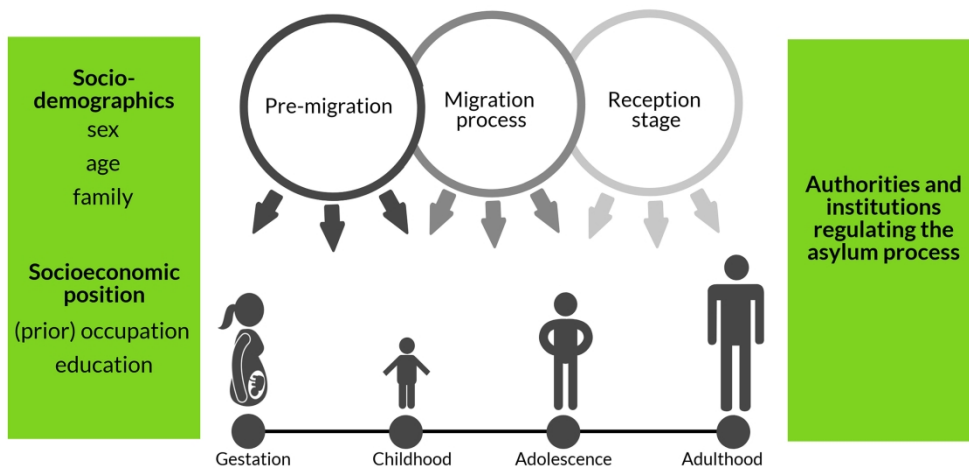 Socio-
demographics
sex
age
family
Socioeconomic
position
(prior) occupation
education
Pre-migration
Migration
process
Reception
stage
Gestation
Childhood
Adolescence
Adulthood
Authorities and
institutions
regulating the
asylum process